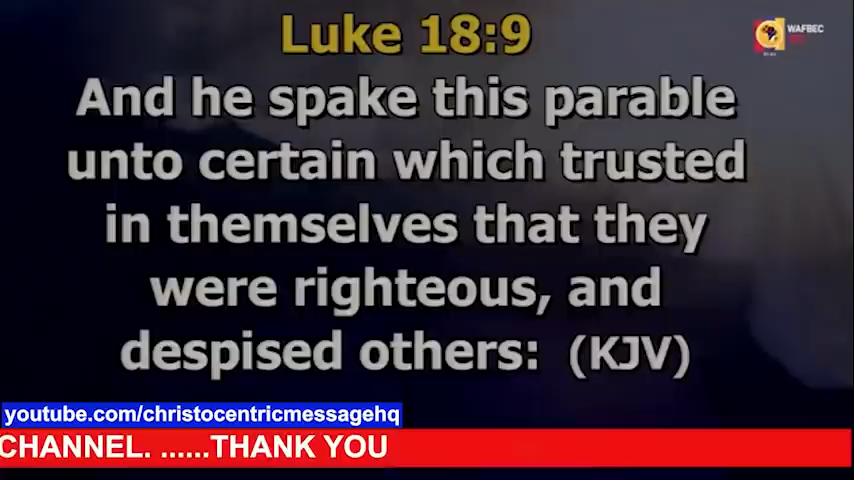 Luke 18:9
WAFBEC
And he spake this parable
unto certain which trusted
in themselves that they
were righteous, and
despised others: (KJV)
youtube.com/christocentricmessagehq
CHANNEL. ......THANK YOU